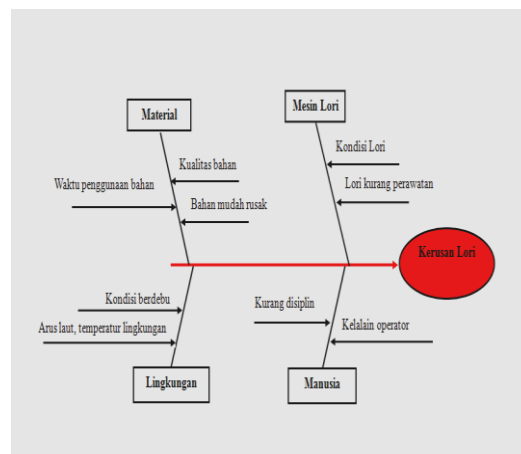 Material
Mesin Lori
Kualitas bahan
Waktu penggunaan bahan
Bahan mudah rusak
Kondisi Lori
Lori kurang perawatan
Kerusan Lori
Kondisi berdebu
Arus laut, temperatur lingkungan
Kurang disiplin
Kelalain operator
Lingkungan
Manusia